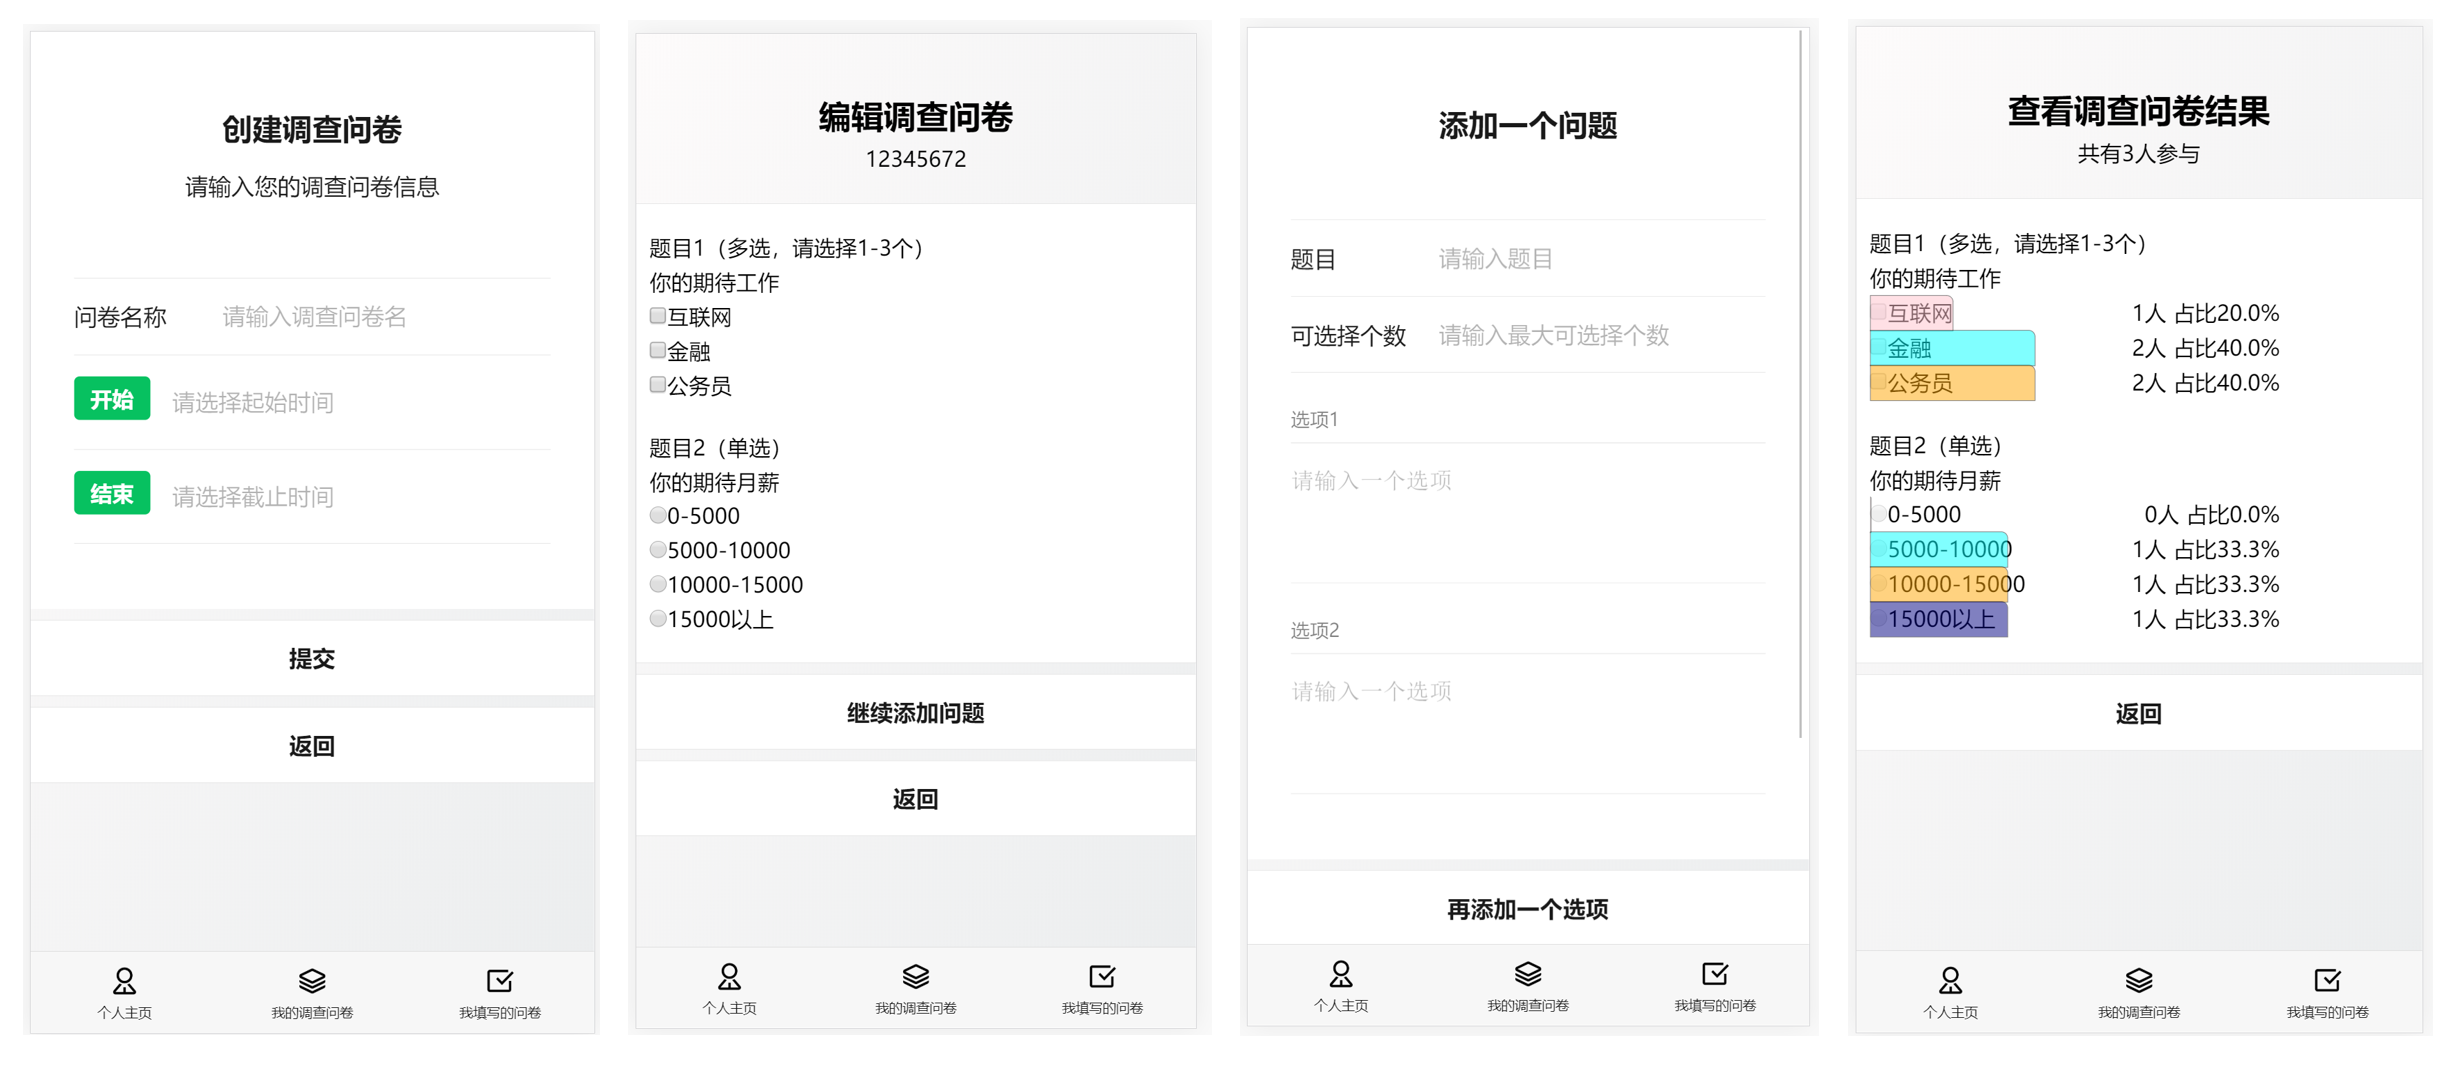 创建调查问卷
请输入您的调查问卷信息
问卷名称 请输入调查问卷名
开始 请选择起始时间
结束 请选择截止时间
提交
返回
个人主页 我的调查问卷 我填写的问卷
编辑调查问卷
12345672
题目1（多选，请选择1-3个）
你的期待工作
互联网
金融
公务员
题目2（单选）
你的期待月薪
0-5000
5000-10000
10000-15000
15000以上
继续添加问题
返回
个人主页 我的调查问卷 我填写的问卷
添加一个问题
题目 请输入题目
可选择个数 请输入最大可选择个数
选项1
请输入一个选项
选项2
请输入一个选项
再添加一个选项
个人主页 我的调查问卷 我填写的问卷
查看调查问卷结果
共有3人参与
题目1（多选，请选择1-3个）
你的期待工作
互联网 1人 占比20.0%
金融 2人 占比40.0%
公务员 2人 占比40.0%
题目2（单选）
你的期待月薪
0-5000 0人 占比0.0%
5000-10000 1人 占比33.3%
10000-15000 1人 占比33.3%
15000以上 1人 占比33.3%
返回
个人主页 我的调查问卷 我填写的问卷